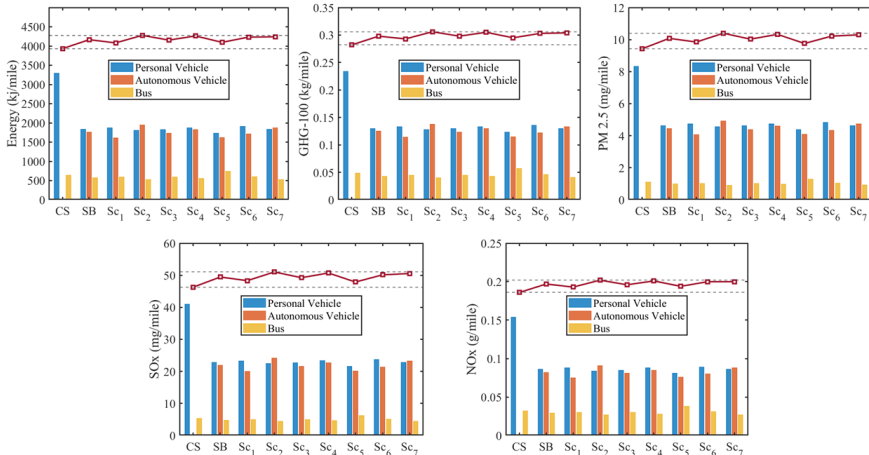 4500
4000
3500
3000
2500
2000
1500
1000
500
0
Energy (kj/mile)
Personal Vehicle
Autonomous Vehicle
Bus
CS SB Sc1 Sc2 Sc3 Sc4 Sc5 Sc6 Sc7
0.35
0.3
0.25
0.2
0.15
0.1
0.05
0
GHG-100 (kg/mile)
Personal Vehicle
Autonomous Vehicle
Bus
CS SB Sc1 Sc2 Sc3 Sc4 Sc5 Sc6 Sc7
12
10
8
6
4
2
0
PM 2.5 (mg/mile)
Personal Vehicle
Autonomous Vehicle
Bus
CS SB Sc1 Sc2 Sc3 Sc4 Sc5 Sc6 Sc7
60
50
40
30
20
10
0
SOx (mg/mile)
Personal Vehicle
Autonomous Vehicle
Bus
CS SB Sc1 Sc2 Sc3 Sc4 Sc5 Sc6 Sc7
0.25
0.2
0.15
0.1
0.05
0
NOx (g/mile)
Personal Vehicle
Autonomous Vehicle
Bus
CS SB Sc1 Sc2 Sc3 Sc4 Sc5 Sc6 Sc7